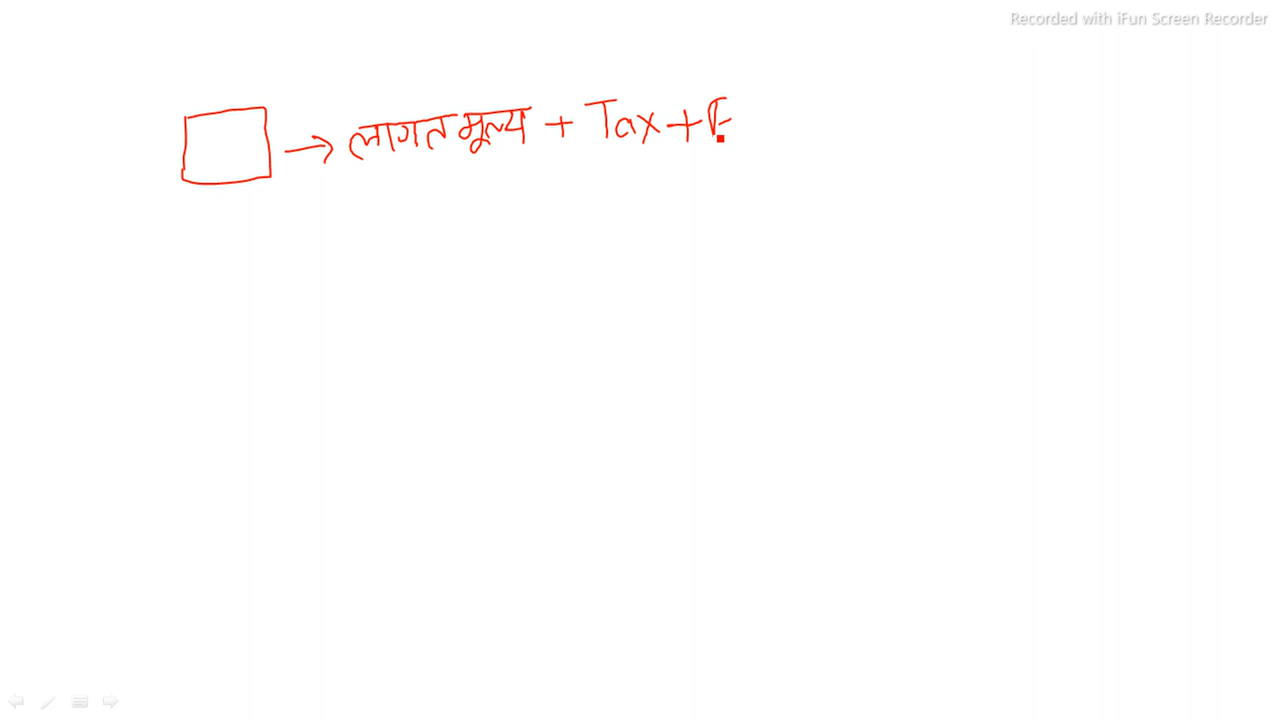 Recorded with iFun Screen Recorder
लागत मूल्य + Tax +